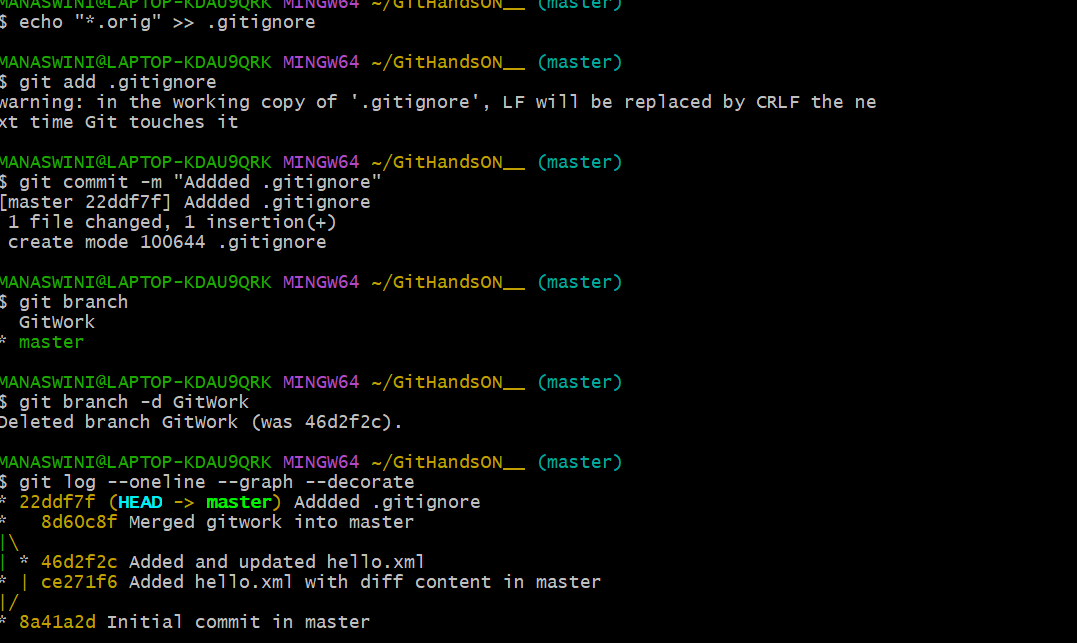 MANASWINI@LAPTOP-KDAU9QRK MINGW64 ~/GitHandsON__ (master)
$ echo "*.orig" >> .gitignore
MANASWINI@LAPTOP-KDAU9QRK MINGW64 ~/GitHandsON__ (master)
$ git add .gitignore
warning: in the working copy of '.gitignore', LF will be replaced by CRLF the ne
xt time Git touches it
MANASWINI@LAPTOP-KDAU9QRK MINGW64 ~/GitHandsON__ (master)
$ git commit -m "Addded .gitignore"
[master 22ddf7f] Addded .gitignore
 1 file changed, 1 insertion(+)
 create mode 100644 .gitignore
MANASWINI@LAPTOP-KDAU9QRK MINGW64 ~/GitHandsON__ (master)
$ git branch
  GitWork
* master
MANASWINI@LAPTOP-KDAU9QRK MINGW64 ~/GitHandsON__ (master)
$ git branch -d GitWork
Deleted branch GitWork (was 46d2f2c).
MANASWINI@LAPTOP-KDAU9QRK MINGW64 ~/GitHandsON__ (master)
$ git log --oneline --graph --decorate
* 22ddf7f (HEAD -> master) Addded .gitignore
*   8d60c8f Merged gitwork into master
|\
| * 46d2f2c Added and updated hello.xml
* | ce271f6 Added hello.xml with diff content in master
|/
* 8a41a2d Initial commit in master